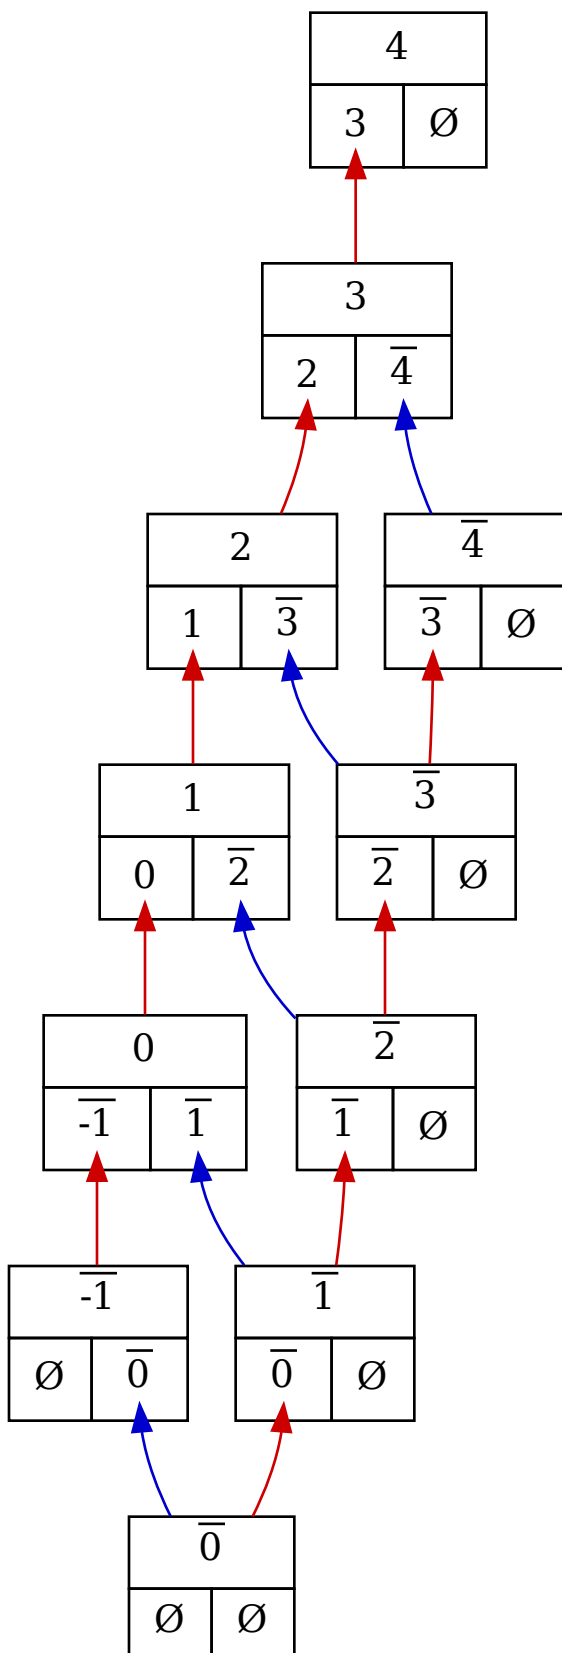 4
3 Ø
3
2 4̅
2 4̅
1 3̅ 3̅ Ø
1 3̅
0 2̅ 2̅ Ø
0 2̅
-̅1̅ 1̅ 1̅ Ø
-̅1̅ 1̅
Ø 0̅ 0̅ Ø
0̅
Ø Ø